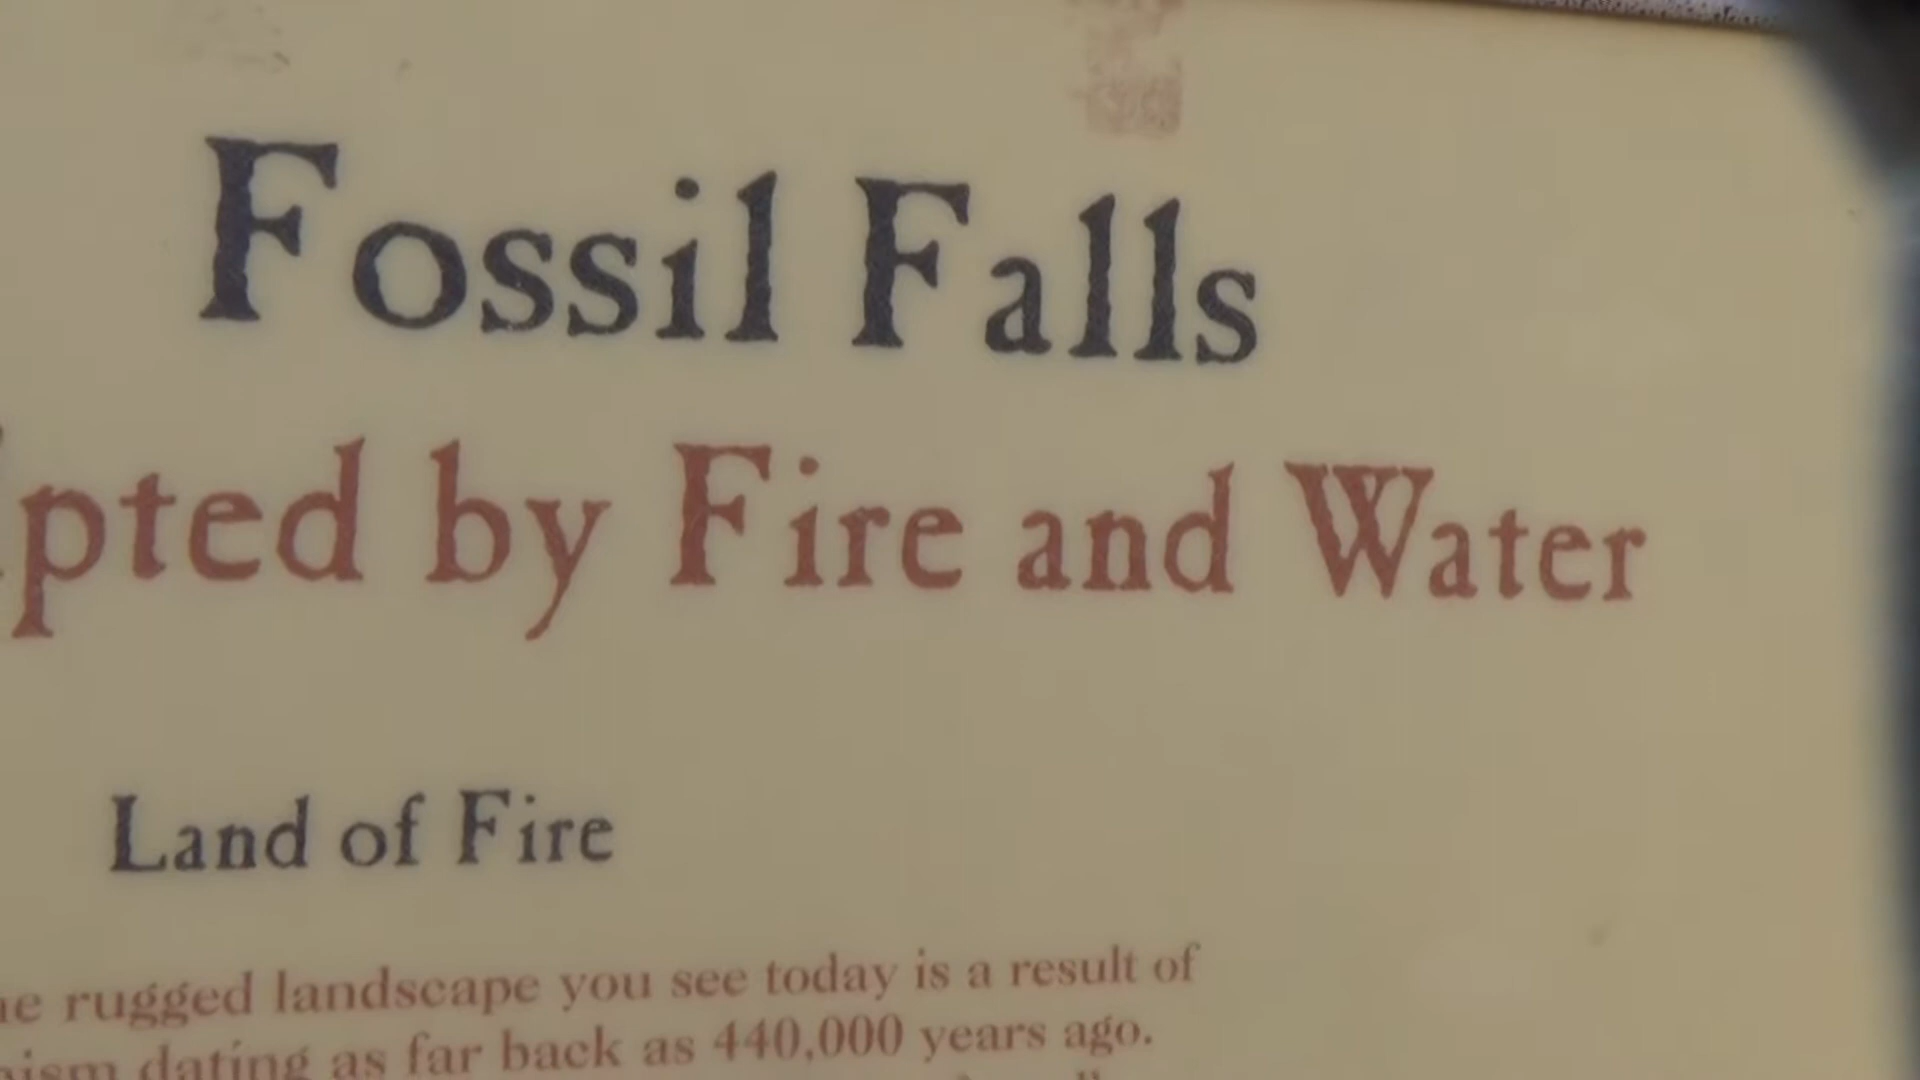 Fossil Falls
pted by Fire and Water
Land of Fire
rugged landscape you see today is a result of
dating as far back as 440,000 years ago.